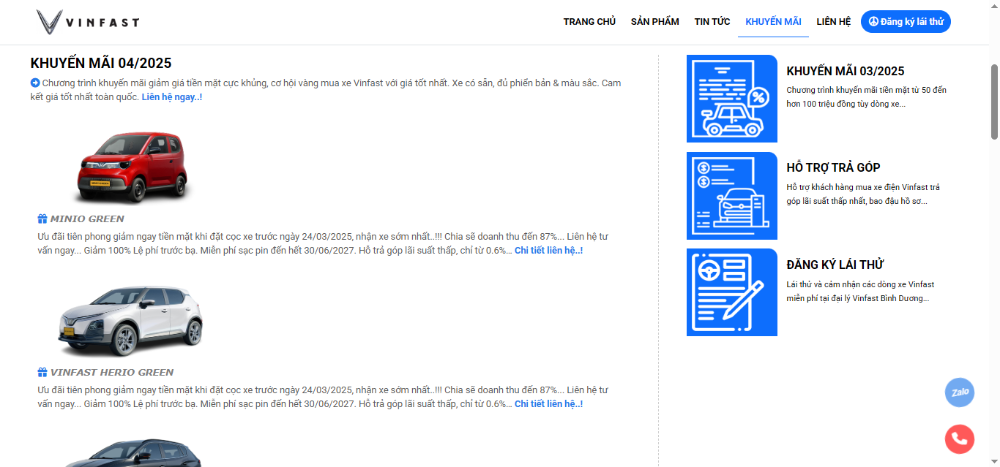 VINFAST
TRANG CHỦ
SẢN PHẨM
TIN TỨC
KHUYẾN MÃI
LIÊN HỆ
Đăng ký lái thử
KHUYẾN MÃI 04/2025
Chương trình khuyến mãi giảm giá tiền mặt cực khủng, cơ hội vàng mua xe Vinfast với giá tốt nhất. Xe có sẵn, đủ phiên bản & màu sắc. Cam
kết giá tốt nhất toàn quốc. Liên hệ ngay..!
MINIO GREEN
Ưu đãi tiên phong giảm ngay tiền mặt khi đặt cọc xe trước ngày 24/03/2025, nhận xe sớm nhất..!!! Chia sẽ doanh thu đến 87%... Liên hệ tư
vấn ngay... Giảm 100% Lệ phí trước bạ. Miễn phí sạc pin đến hết 30/06/2027. Hỗ trả góp lãi suất thấp, chỉ từ 0.6%... Chi tiết liên hệ..!
VINFAST HERIO GREEN
Ưu đãi tiên phong giảm ngay tiền mặt khi đặt cọc xe trước ngày 24/03/2025, nhận xe sớm nhất..!!! Chia sẽ doanh thu đến 87%... Liên hệ tư
vấn ngay... Giảm 100% Lệ phí trước bạ. Miễn phí sạc pin đến hết 30/06/2027. Hỗ trả góp lãi suất thấp, chỉ từ 0.6%... Chi tiết liên hệ..!
KHUYẾN MÃI 03/2025
Chương trình khuyến mãi tiền mặt từ 50 đến
hơn 100 triệu đồng tùy dòng xe...
HỖ TRỢ TRẢ GÓP
Hỗ trợ khách hàng mua xe điện Vinfast trả
góp lãi suất thấp nhất, bao đậu hồ sơ...
ĐĂNG KÝ LÁI THỬ
Lái thử và cảm nhận các dòng xe Vinfast
miễn phí tại đại lý Vinfast Bình Dương...
Zalo